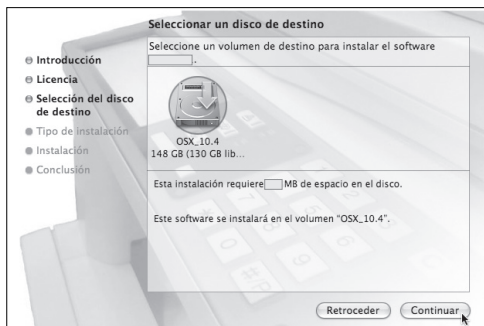 Seleccionar un disco de destino
Seleccione un volumen de destino para instalar el software
.
Introducción
Licencia
Selección del disco
de destino
Tipo de instalación
Instalación
Conclusión
OSX_10.4
148 GB (130 GB lib...
Esta instalación requiere MB de espacio en el disco.
Este software se instalará en el volumen “OSX_10.4”.
Retroceder Continuar